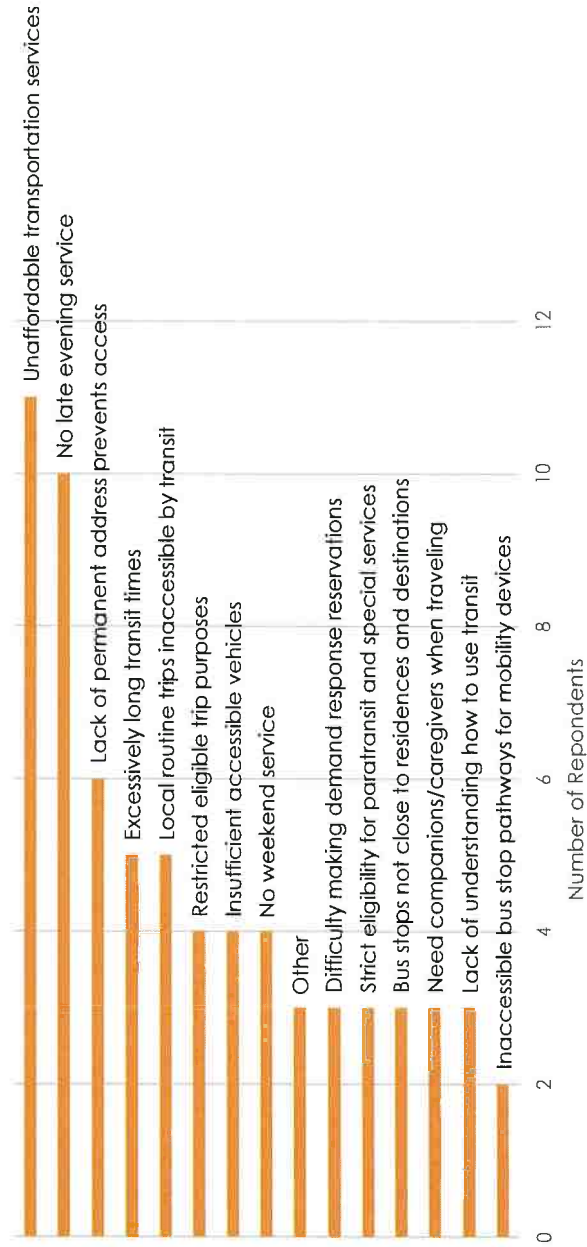 Unaffordable transportation services
No late evening service
Lack of permanent address prevents access
Excessively long transit times
Local routine trips inaccessible by transit
Restricted eligible trip purposes
Insufficient accessible vehicles
No weekend service
Other
Difficulty making demand response reservations
Strict eligibility for paratransit and special services
Bus stops not close to residences and destinations
Need companions/caregivers when traveling
Lack of understanding how to use transit
Inaccessible bus stop pathways for mobility devices
0 2 4 6 8 10 12
Number of Repondents